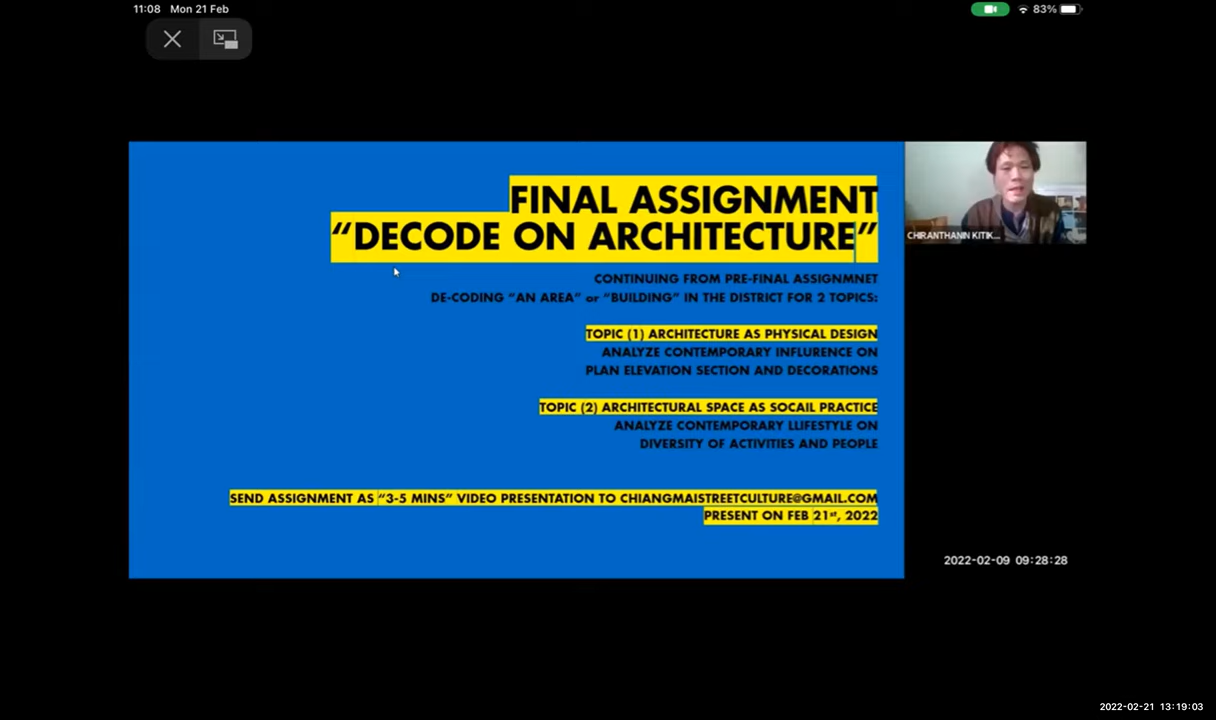 11:08 Mon 21 Feb
83%
FINAL ASSIGNMENT
“DECODE ON ARCHITECTURE”
CHIRANTHANIN KITIK...
CONTINUING FROM PRE-FINAL ASSIGNMNET
DE-CODING “AN AREA” or “BUILDING” IN THE DISTRICT FOR 2 TOPICS:
TOPIC (1) ARCHITECTURE AS PHYSICAL DESIGN
ANALYZE CONTEMPORARY INFLURENCE ON
PLAN ELEVATION SECTION AND DECORATIONS
TOPIC (2) ARCHITECTURAL SPACE AS SOCAIL PRACTICE
ANALYZE CONTEMPORARY LLIFESTYLE ON
DIVERSITY OF ACTIVITIES AND PEOPLE
SEND ASSIGNMENT AS “3-5 MINS” VIDEO PRESENTATION TO CHIANGMAISTREETCULTURE@GMAIL.COM
PRESENT ON FEB 21st, 2022
2022-02-09 09:28:28
2022-02-21 13:19:03